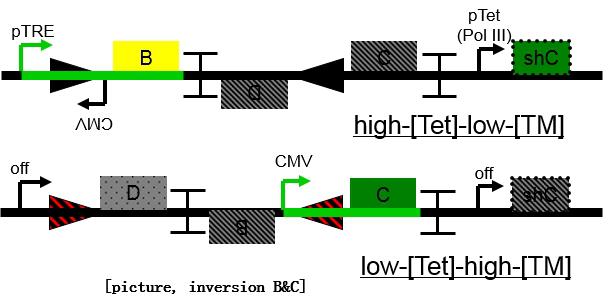 pTRE
B
CMV
D
C
pTet
(Pol III)
shC
high-[Tet]-low-[TM]
off
D
B
CMV
C
off
shC
low-[Tet]-high-[TM]
[picture, inversion B&C]